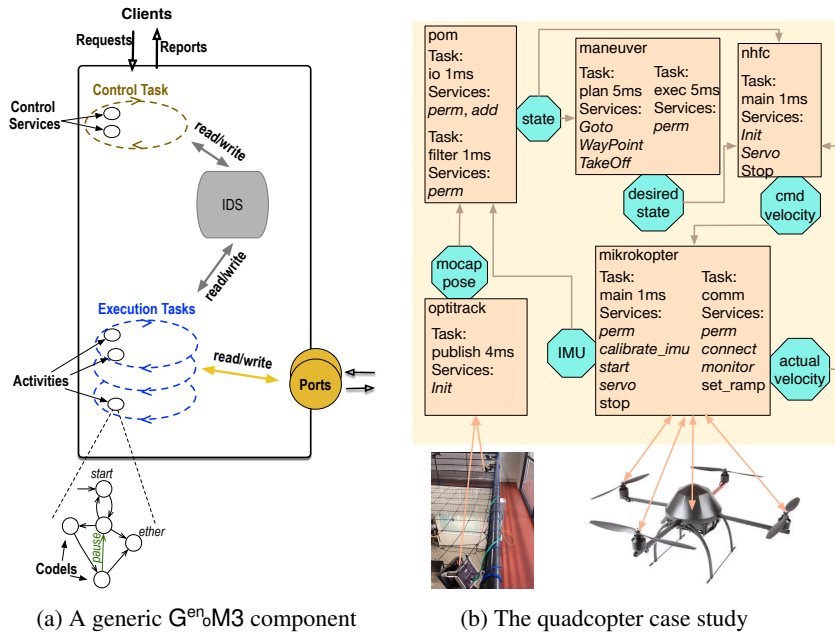 Clients
Requests
Reports
Control Task
Control
Services
read/write
IDS
read/write
Execution Tasks
read/write
Activities
Ports
start
ether
pause
Codels
(a) A generic GenoM3 component
pom
Task:
io 1ms
Services:
perm, add
Task:
filter 1ms
Services:
perm
state
maneuver
Task:
plan 5ms
Services:
Goto
WayPoint
TakeOff
Task:
exec 5ms
Services:
perm
nhfc
Task:
main 1ms
Services:
Init
Servo
Stop
desired
state
cmd
velocity
mocap
pose
optitrack
Task:
publish 4ms
Services:
Init
IMU
mikrokopter
Task:
main 1ms
Services:
perm
calibrate_imu
start
servo
stop
Task:
comm
Services:
perm
connect
monitor
set_ramp
actual
velocity
(b) The quadcopter case study